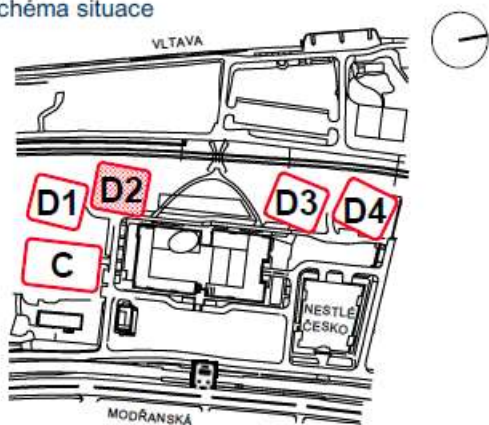 chéma situace
VLTAVA
D1
D2
D3
D4
C
NESTLÉ
ČESKO
MODŘANSKÁ